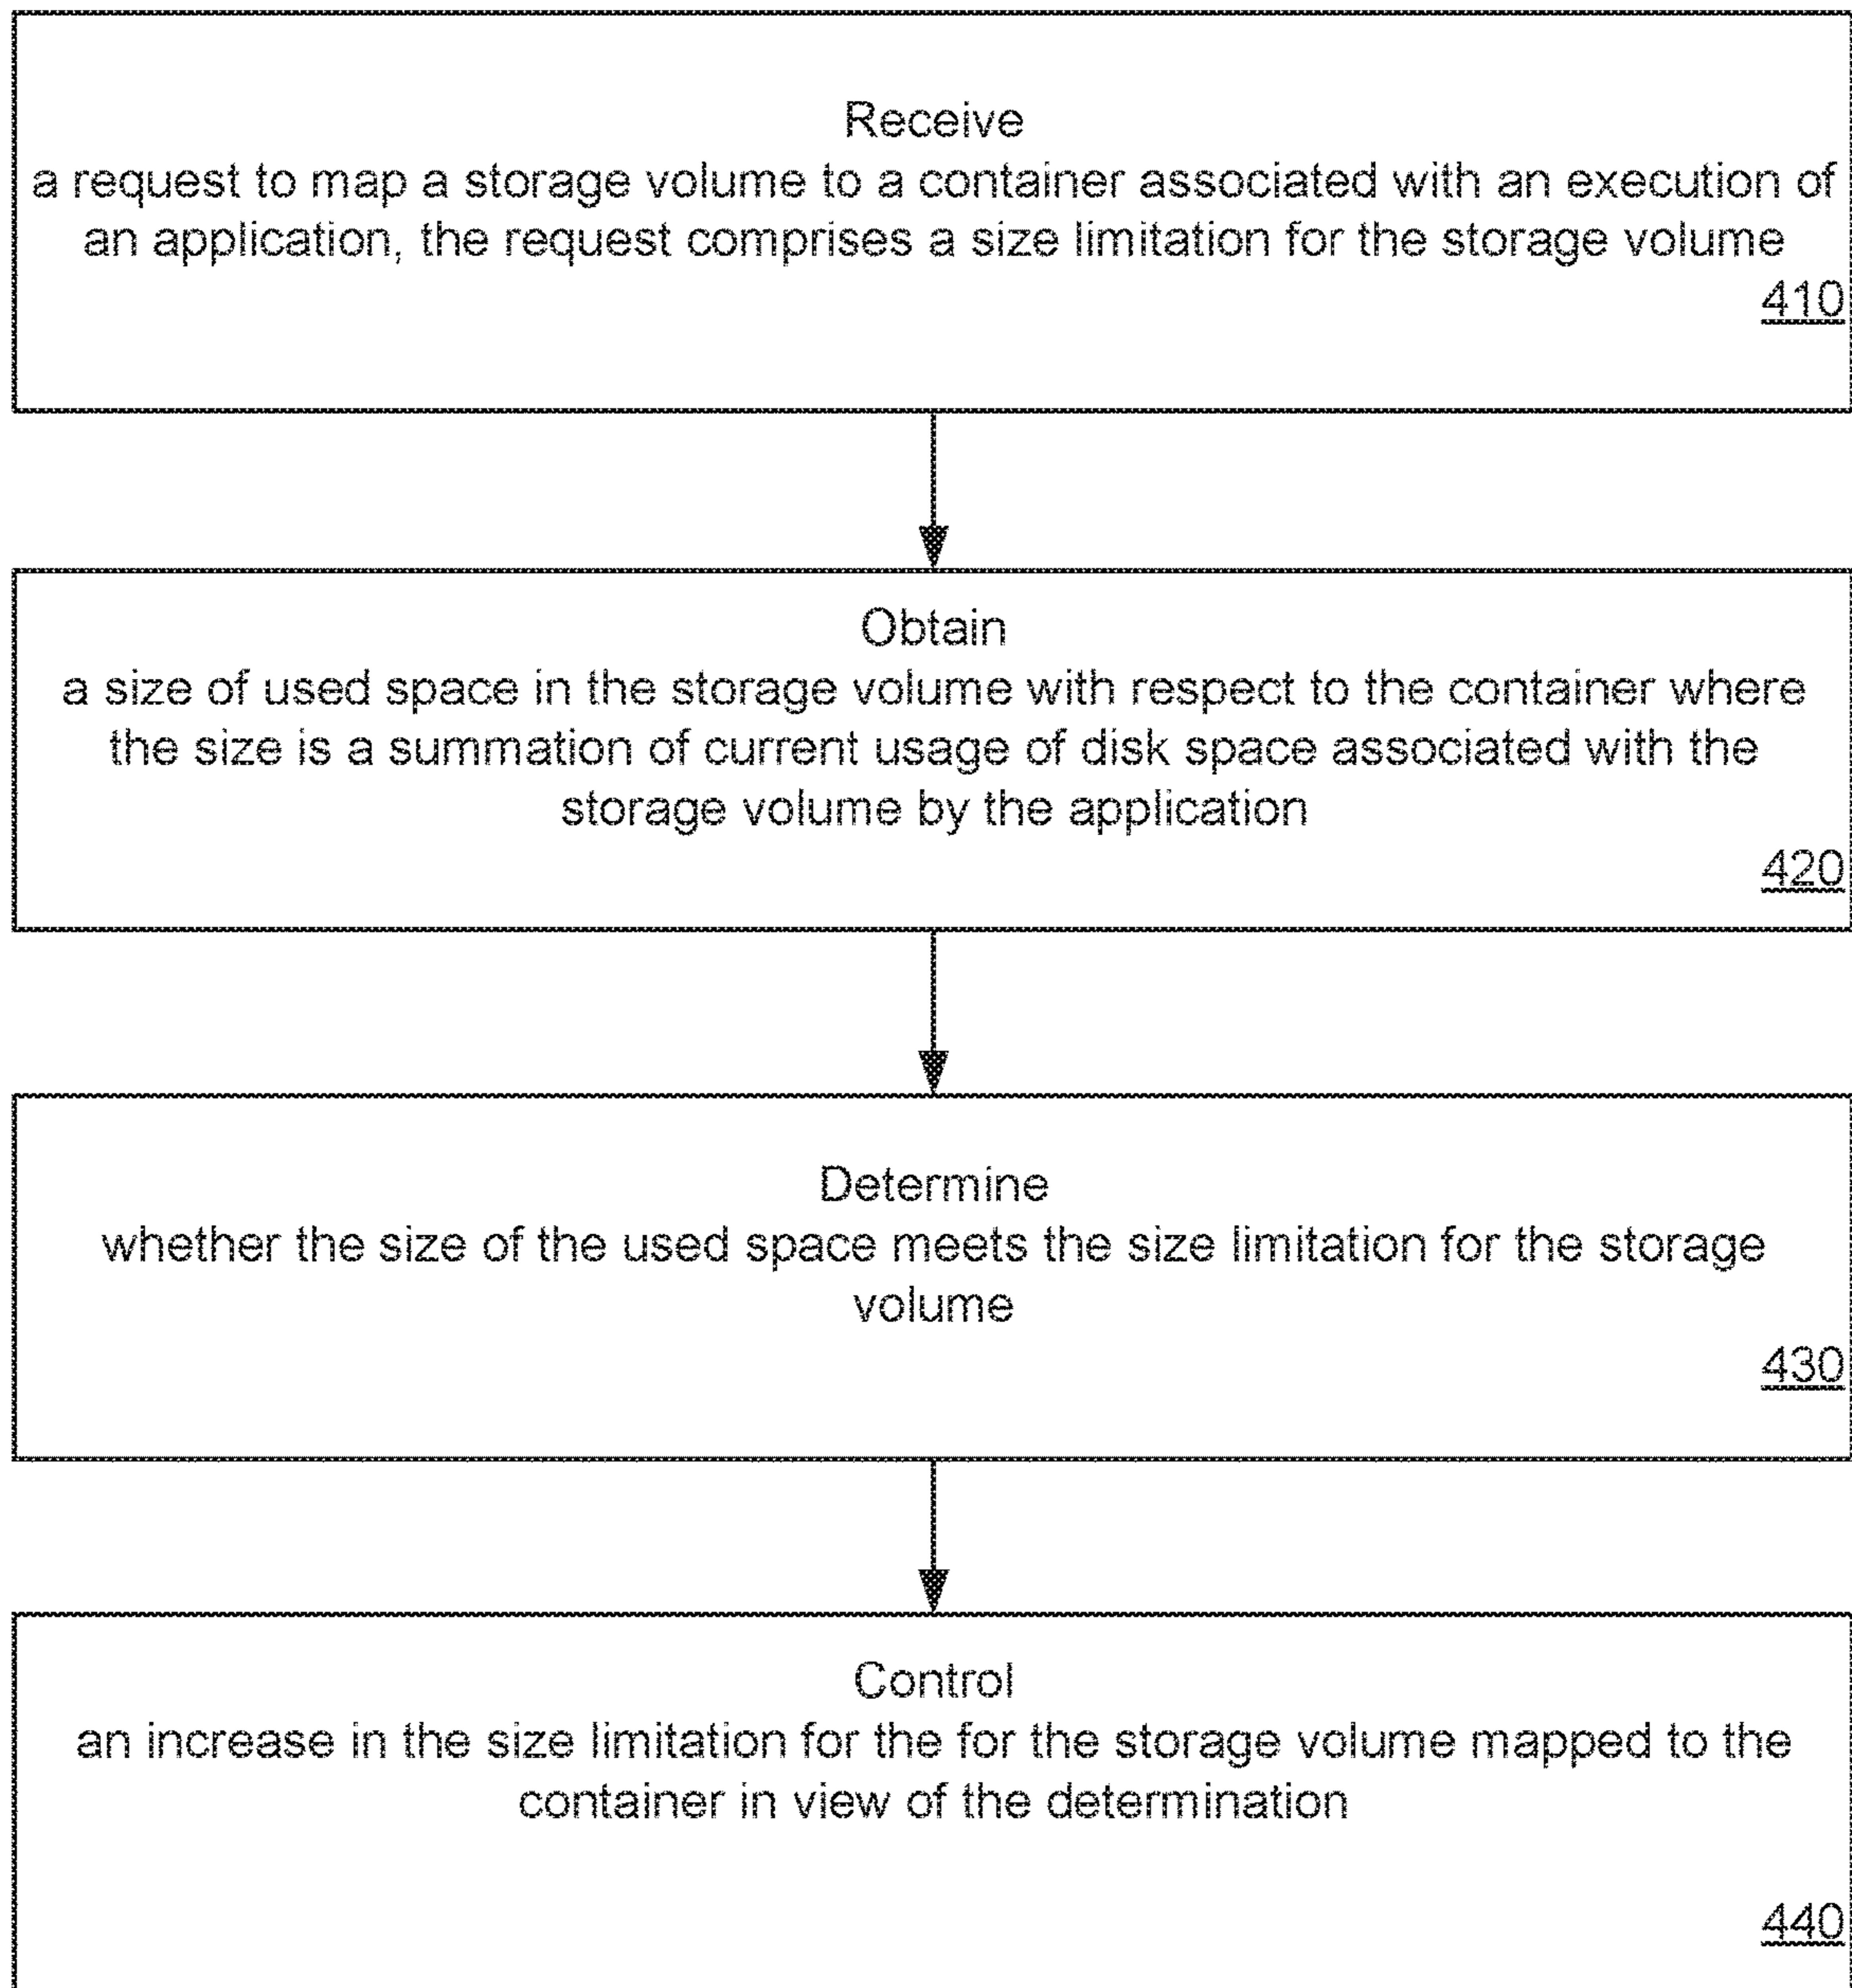 Receive
a request to map a storage volume to a container associated with an execution of
an application, the request comprises a size limitation for the storage volume
410
Obtain
a size of used space in the storage volume with respect to the container where
the size is a summation of current usage of disk space associated with the
storage volume by the application
420
Determine
whether the size of the used space meets the size limitation for the storage
volume
430
Control
an increase in the size limitation for the for the storage volume mapped to the
container in view of the determination
440